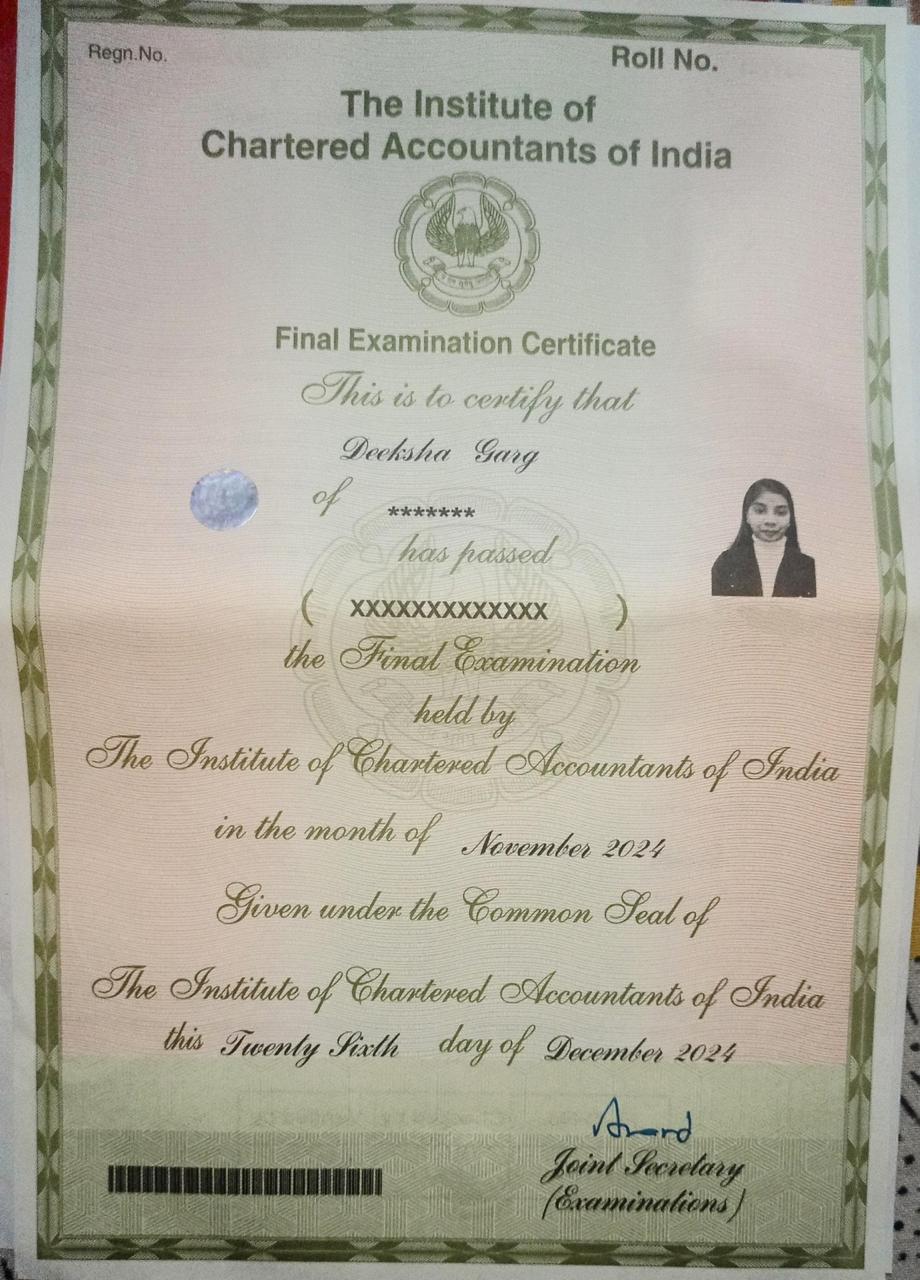 Regn.No.
Roll No.
The Institute of
Chartered Accountants of India
Final Examination Certificate
This is to certify that
Deeksha Garg
of
*******
has passed
( XXXXXXXXXXXXX )
the Final Examination
held by
The Institute of Chartered Accountants of India
in the month of November 2024
Given under the Common Seal of
The Institute of Chartered Accountants of India
this Twenty Sixth day of December 2024
Anand
Joint Secretary
(Examinations)